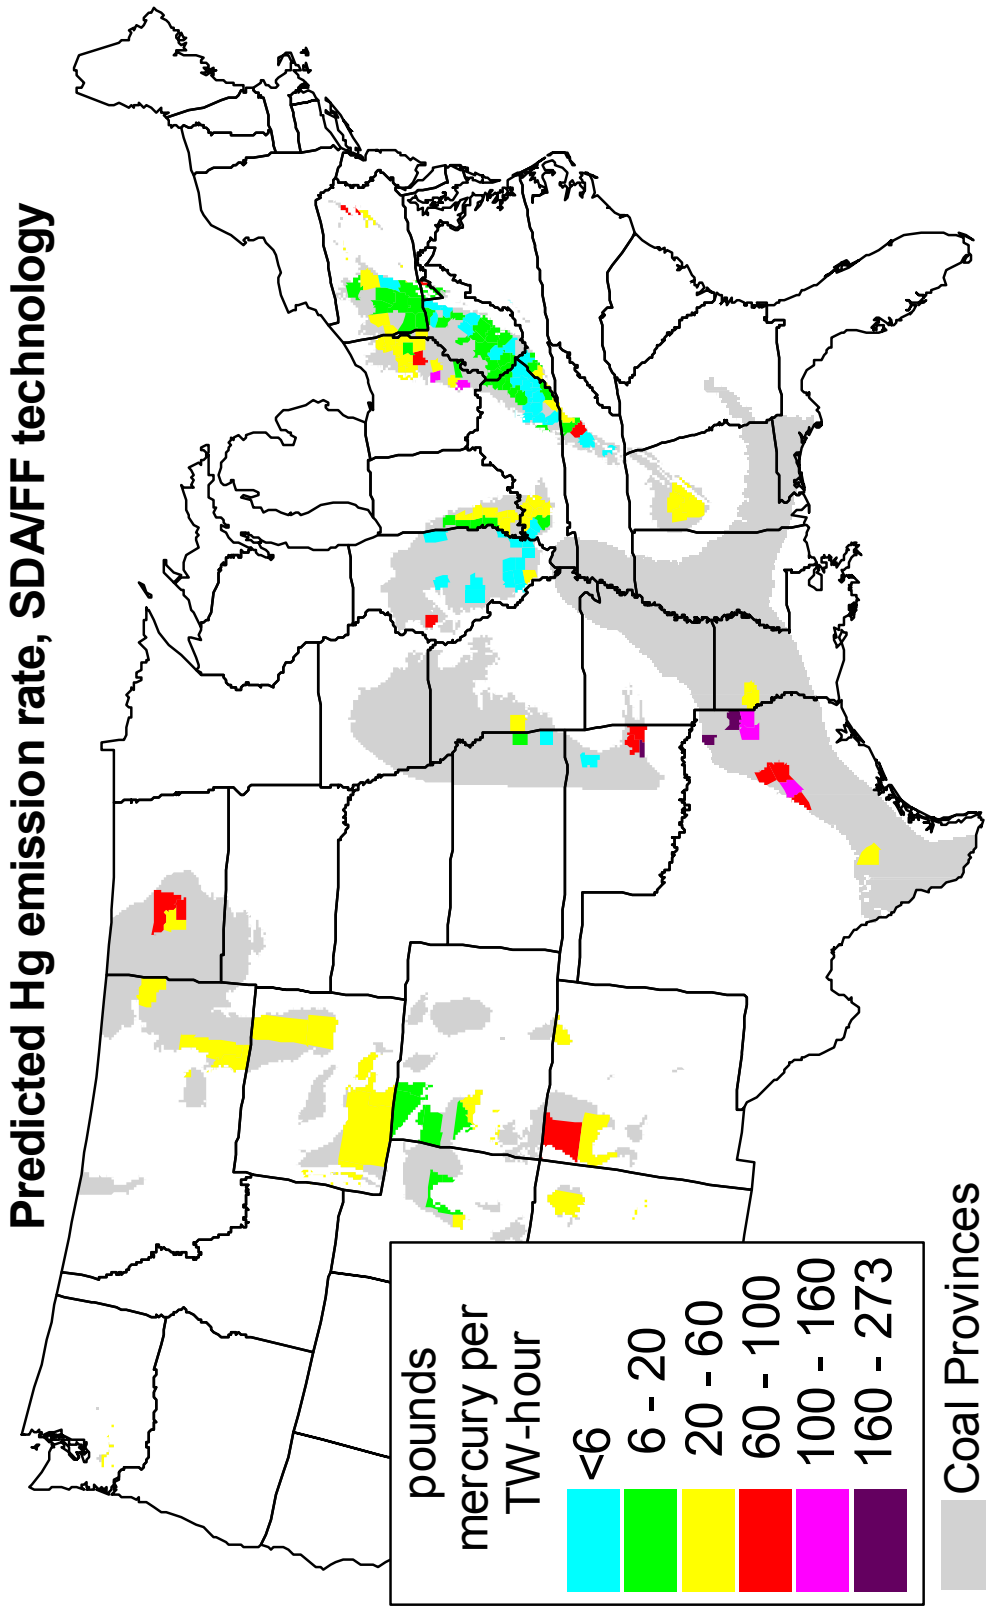 Predicted Hg emission rate, SDA/FF technology
pounds
mercury per
TW-hour
<6
6 - 20
20 - 60
60 - 100
100 - 160
160 - 273
Coal Provinces